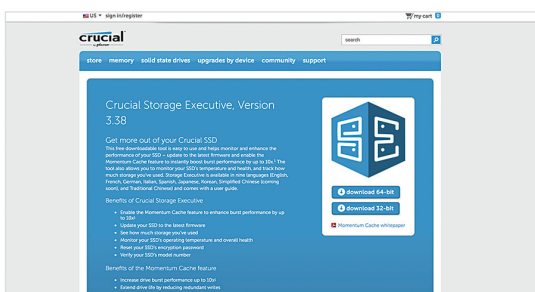 US sign in/register my cart 0
crucial
by Micron
search
store memory solid state drives upgrades by device community support
Crucial Storage Executive, Version
3.38
Get more out of your Crucial SSD
This free downloadable tool is easy to use and helps monitor and enhance the
performance of your SSD – update to the latest firmware and enable the
Momentum Cache feature to instantly boost burst performance by up to 10x.¹ The
tool also allows you to monitor your SSD's temperature and health, and track how
much storage you've used. Storage Executive is available in nine languages (English,
French, German, Italian, Spanish, Japanese, Korean, Simplified Chinese (coming
soon), and Traditional Chinese) and comes with a user guide.
Benefits of Crucial Storage Executive
Enable the Momentum Cache feature to enhance burst performance by up
to 10x¹
Update your SSD to the latest firmware
See how much storage you've used
Monitor your SSD's operating temperature and overall health
Reset your SSD's encryption password
Verify your SSD's model number
Benefits of the Momentum Cache feature
Increase drive burst performance up to 10x¹
Extend drive life by reducing redundant writes
download 64-bit
download 32-bit
Momentum Cache whitepaper